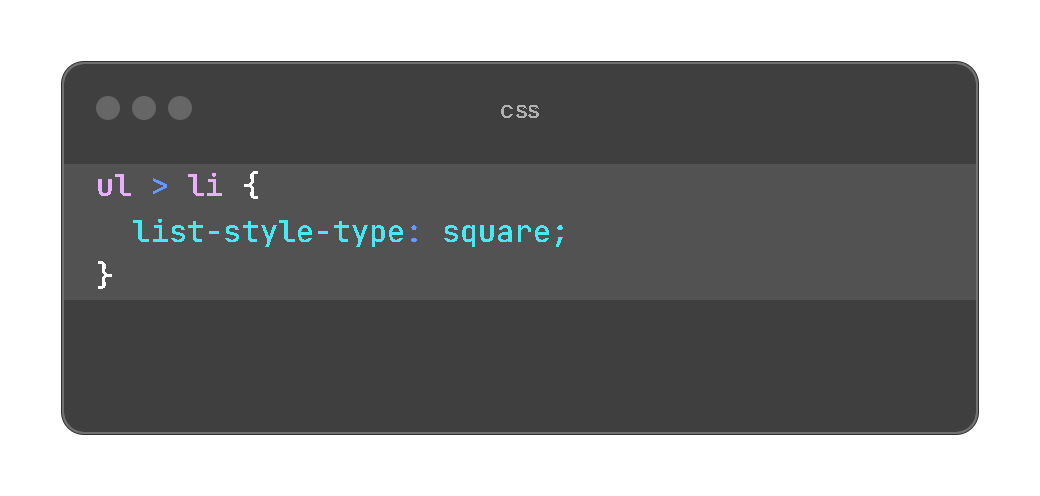 css
ul > li {
  list-style-type: square;
}